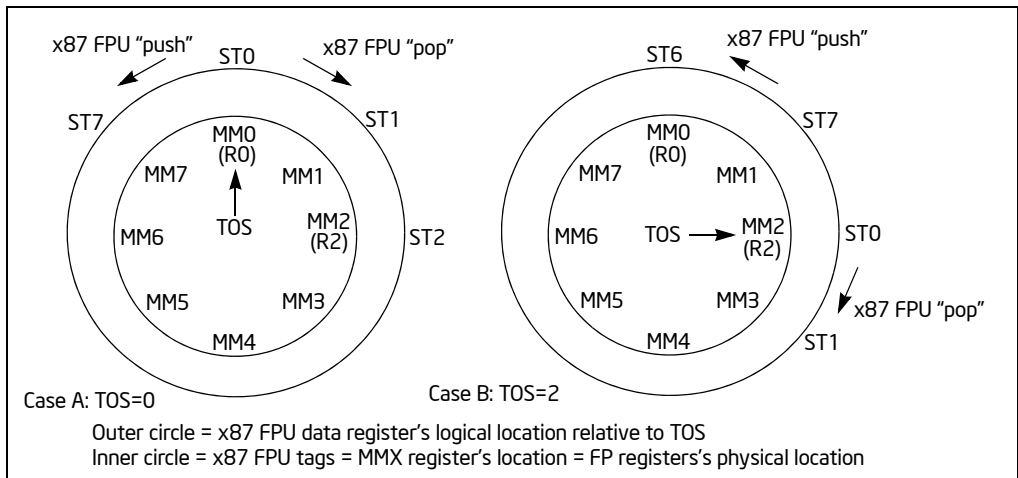 x87 FPU “push”
x87 FPU “pop”
ST0
ST7
ST1
MM0
(R0)
MM7
MM1
TOS
MM2
(R2)
MM6
ST2
MM5
MM3
MM4
Case A: TOS=0
x87 FPU “push”
ST6
ST7
MM0
(R0)
MM7
MM1
TOS
MM2
(R2)
MM6
ST0
MM5
MM3
x87 FPU “pop”
MM4
ST1
Case B: TOS=2
Outer circle = x87 FPU data register’s logical location relative to TOS
Inner circle = x87 FPU tags = MMX register’s location = FP registers’s physical location